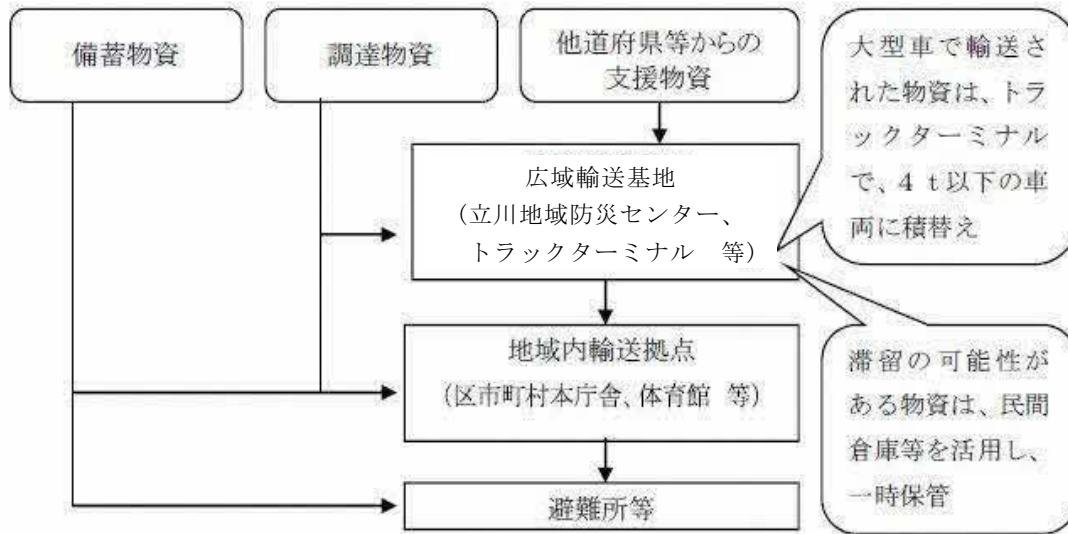 備蓄物資
調達物資
他道府県等からの
支援物資
大型車で輸送さ
れた物資は、トラ
ックターミナル
で、4 t以下の車
両に積替え
広域輸送基地
(立川地域防災センター、
トラックターミナル 等)
地域内輸送拠点
(区市町村本庁舎、体育館 等)
滞留の可能性が
ある物資は、民間
倉庫等を活用し、
一時保管
避難所等